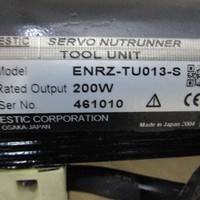 ESTIC SERVO NUTRUNNER
TOOL UNIT
Model ENRZ-TU013-S
Rated Output 200W
Ser No. 461010
ESTIC CORPORATION
OSAKA-JAPAN Made in Japan 2004